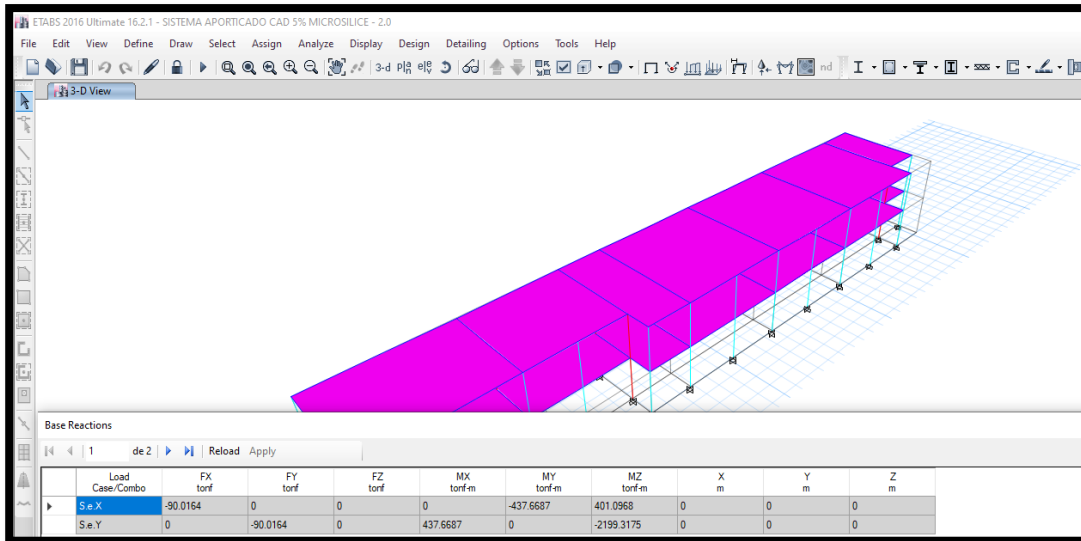 ETABS 2016 Ultimate 16.2.1 - SISTEMA APORTICADO CAD 5% MICROSILICE - 2.0
File Edit View Define Draw Select Assign Analyze Display Design Detailing Options Tools Help
3-d nd
3-D View
Base Reactions
1 de 2 Reload Apply
Load Case/Combo FX tonf FY tonf FZ tonf MX tonf-m MY tonf-m MZ tonf-m X m Y m Z m
S.e.X -90.0164 0 0 0 -437.6687 401.0968 0 0 0
S.e.Y 0 -90.0164 0 437.6687 0 -2199.3175 0 0 0